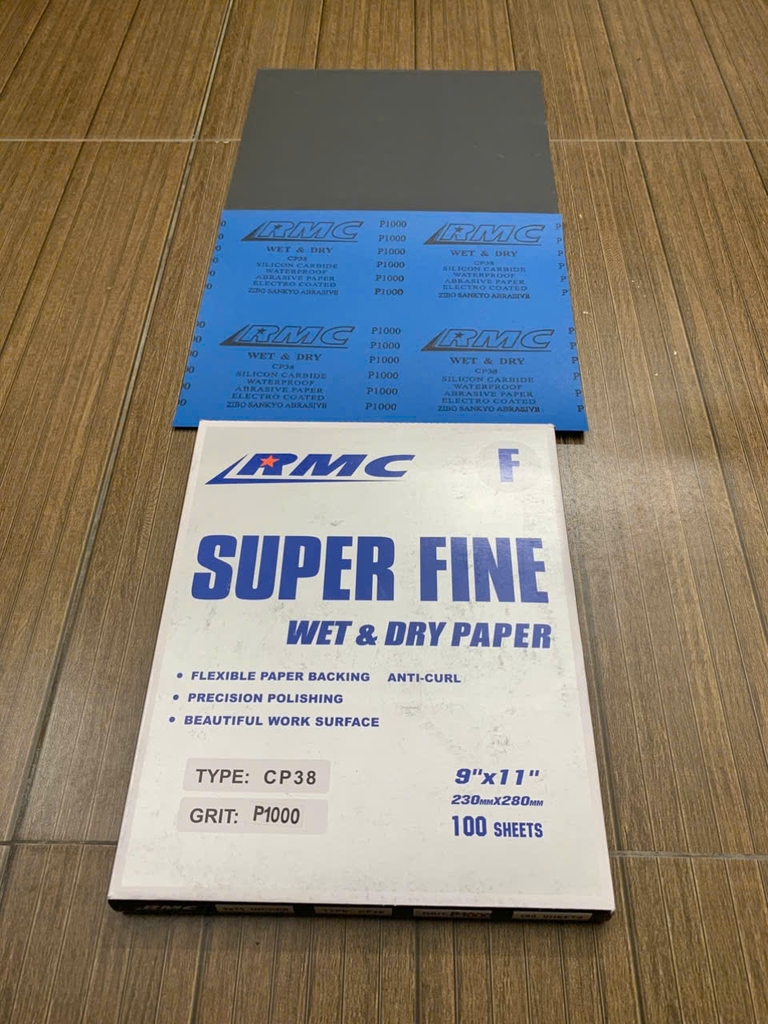 RMC
P1000
RMC
WET & DRY
P1000
WET & DRY
CP38
P1000
CP38
SILICON CARBIDE
SILICON CARBIDE
WATERPROOF
P1000
WATERPROOF
ABRASIVE PAPER
P1000
ABRASIVE PAPER
ELECTRO COATED
ELECTRO COATED
ZIBO SANKYO ABRASIVE
P1000
ZIBO SANKYO ABRASIVE
RMC
P1000
RMC
WET & DRY
P1000
WET & DRY
CP38
P1000
CP38
SILICON CARBIDE
P1000
SILICON CARBIDE
WATERPROOF
WATERPROOF
ABRASIVE PAPER
P1000
ABRASIVE PAPER
ELECTRO COATED
ELECTRO COATED
ZIBO SANKYO ABRASIVE
P1000
ZIBO SANKYO ABRASIVE
RMC
F
SUPER FINE
WET & DRY PAPER
• FLEXIBLE PAPER BACKING ANTI-CURL
• PRECISION POLISHING
• BEAUTIFUL WORK SURFACE
TYPE: CP38
GRIT: P1000
9"x11"
230MMX280MM
100 SHEETS
RMC
P1000